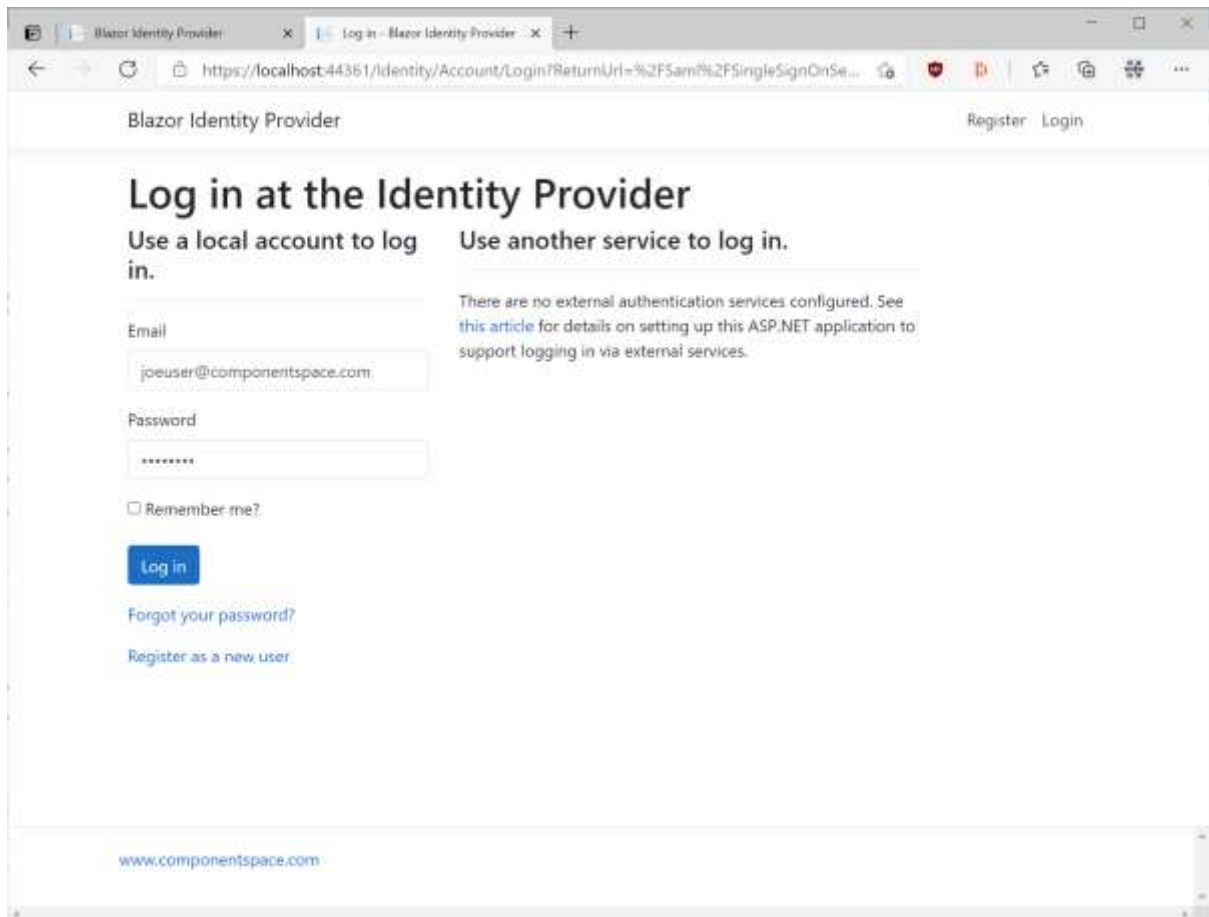 Blazor Identity Provider
Log in - Blazor Identity Provider
https://localhost:44361/Identity/Account/Login?ReturnUrl=%2FSaml%2FSingleSignOnSe...
Blazor Identity Provider
Register Login
Log in at the Identity Provider
Use a local account to log
in.
Email
joeuser@componentspace.com
Password
••••••••
Remember me?
Log in
Forgot your password?
Register as a new user
Use another service to log in.
There are no external authentication services configured. See
this article for details on setting up this ASP.NET application to
support logging in via external services.
www.componentspace.com